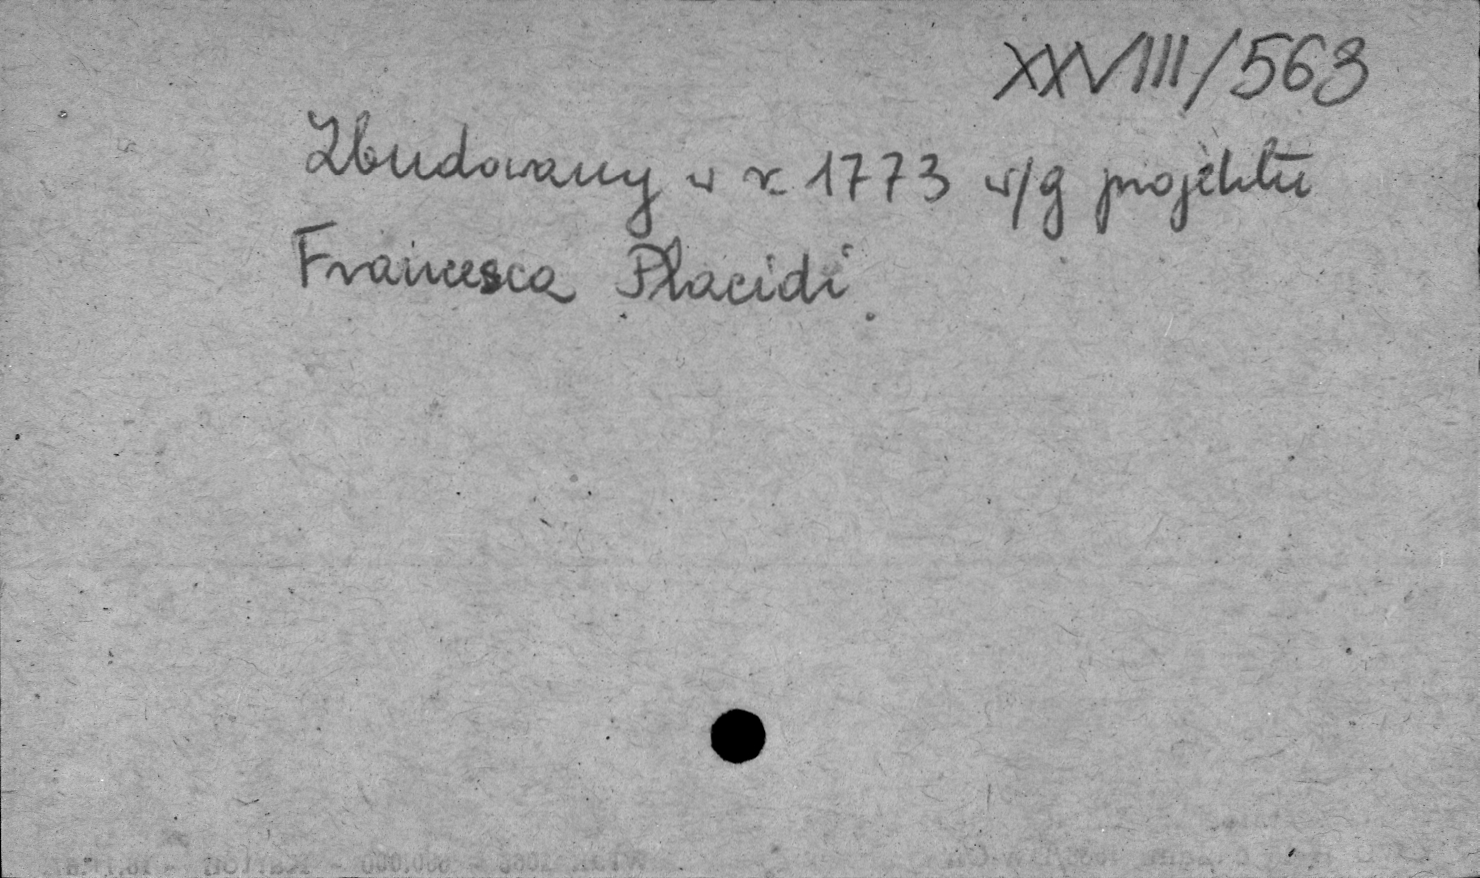 XXVIII/563
Zbudowany w r 1773 w/g projektu
Francesca Placidi